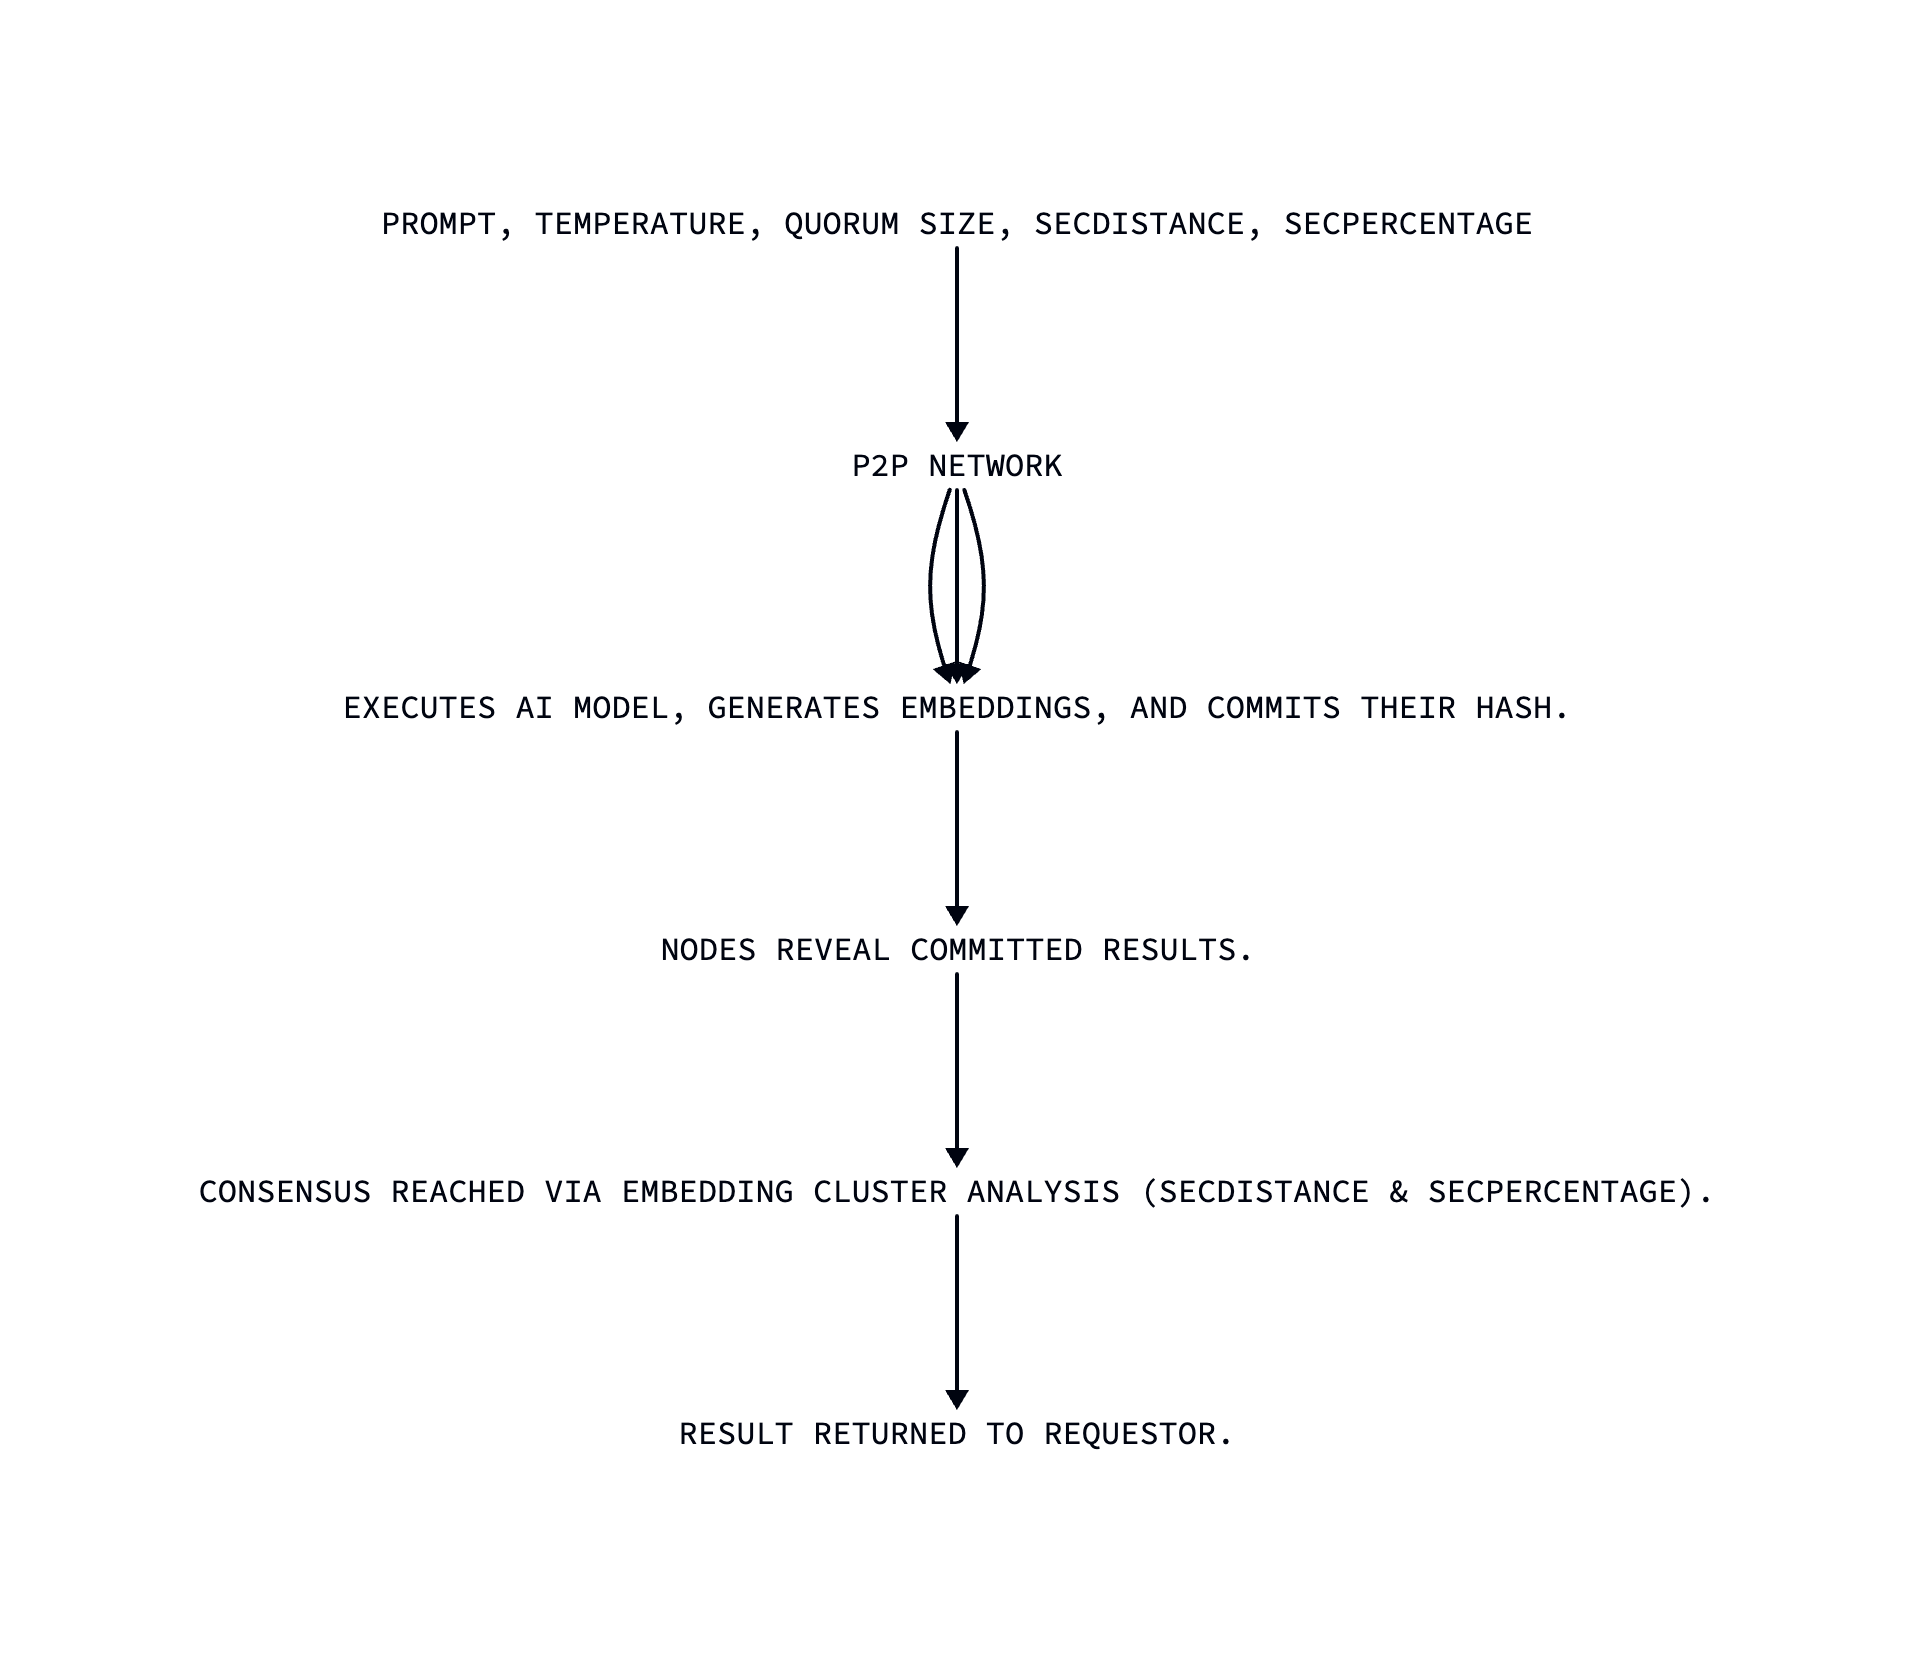 PROMPT, TEMPERATURE, QUORUM SIZE, SECDISTANCE, SECPERCENTAGE
P2P NETWORK
EXECUTES AI MODEL, GENERATES EMBEDDINGS, AND COMMITS THEIR HASH.
NODES REVEAL COMMITTED RESULTS.
CONSENSUS REACHED VIA EMBEDDING CLUSTER ANALYSIS (SECDISTANCE & SECPERCENTAGE).
RESULT RETURNED TO REQUESTOR.